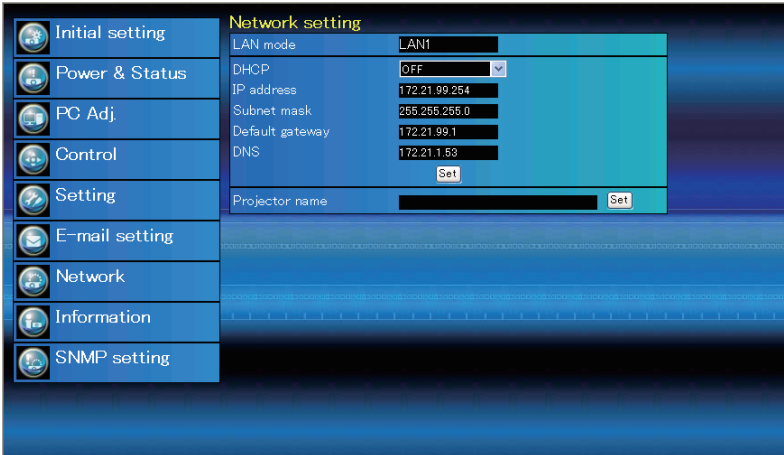 Initial setting
Power & Status
PC Adj.
Control
Setting
E-mail setting
Network
Information
SNMP setting
Network setting
LAN mode LAN1
DHCP OFF
IP address 172.21.99.254
Subnet mask 255.255.255.0
Default gateway 172.21.99.1
DNS 172.21.1.53
Set
Projector name Set